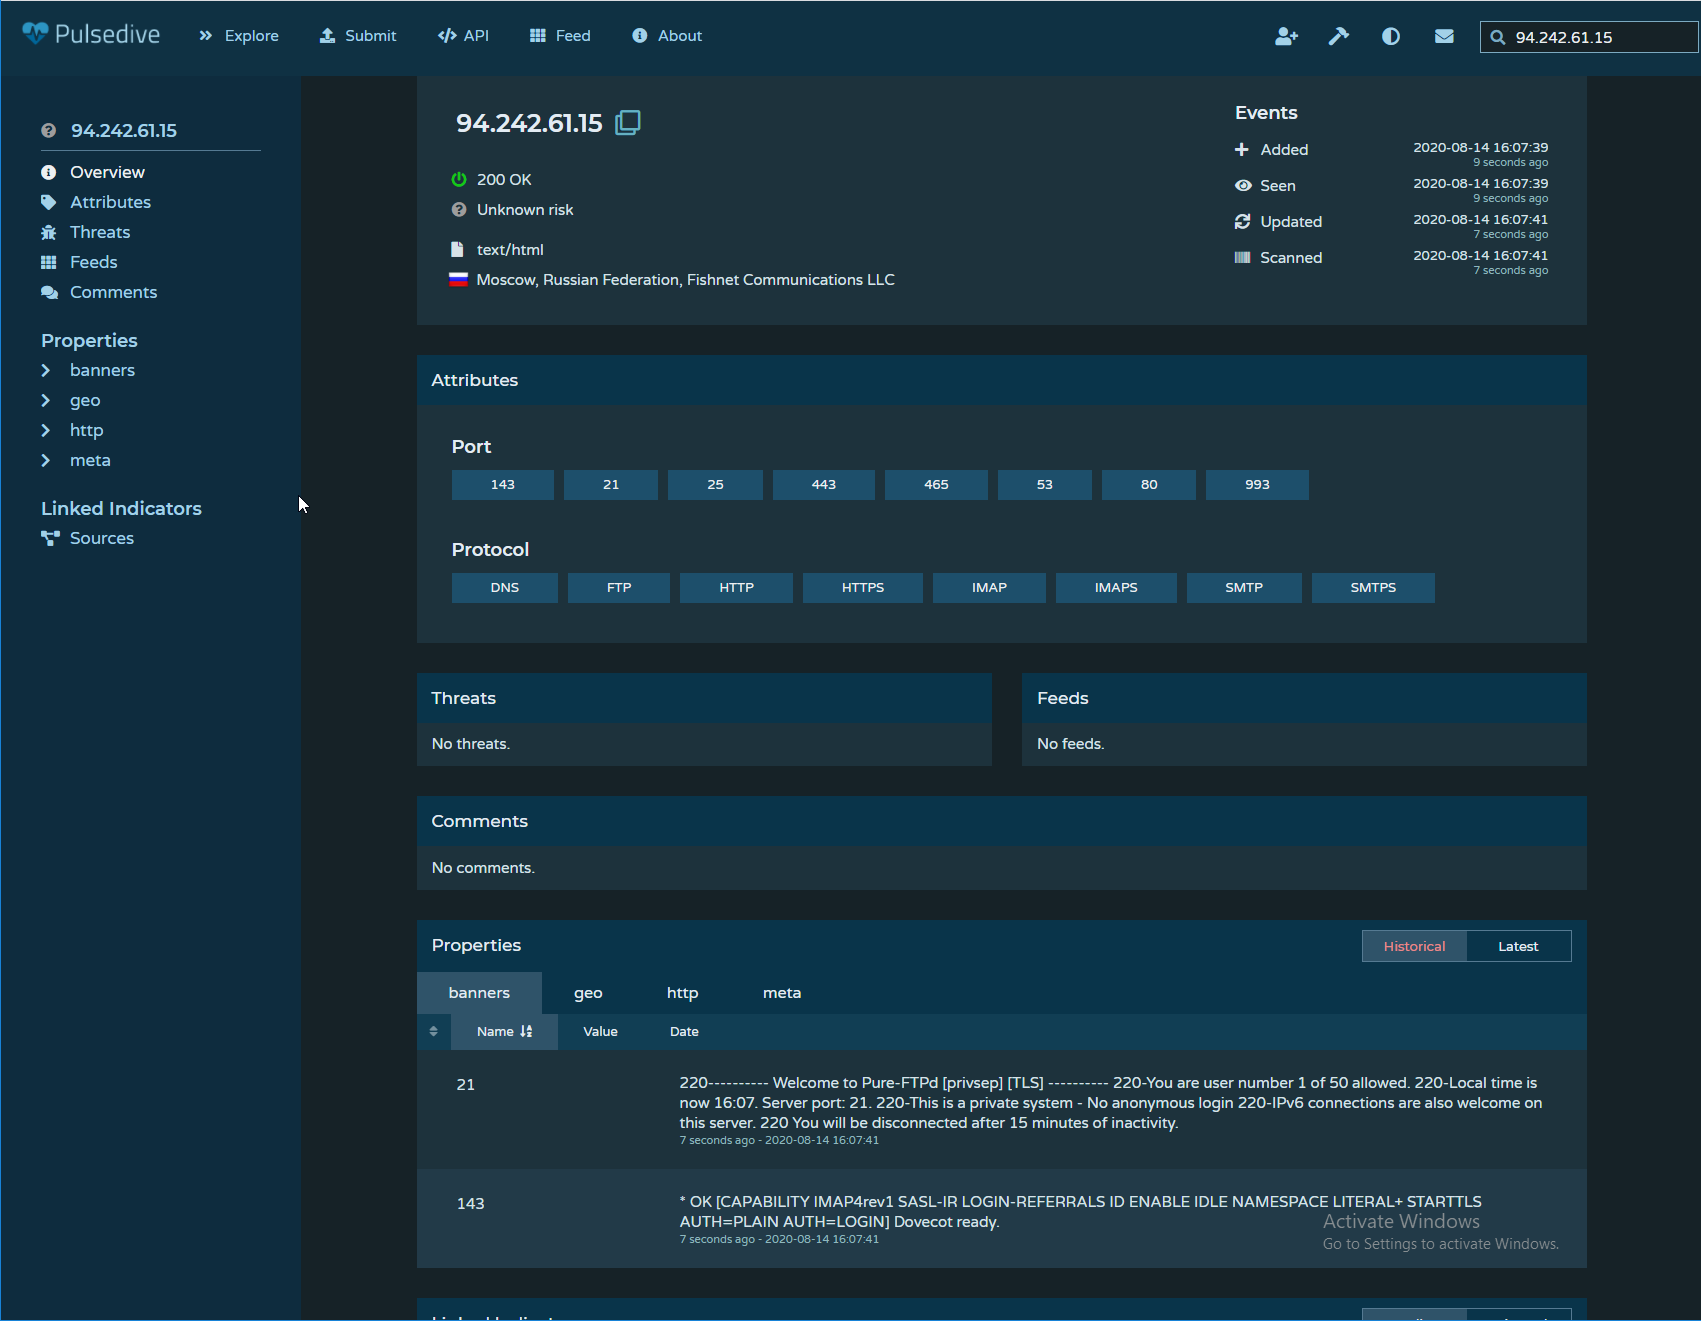 Pulsedive
Explore
Submit
API
Feed
About
94.242.61.15
94.242.61.15
Overview
Attributes
Threats
Feeds
Comments
Properties
banners
geo
http
meta
Linked Indicators
Sources
94.242.61.15
200 OK
Unknown risk
text/html
Moscow, Russian Federation, Fishnet Communications LLC
Events
Added 2020-08-14 16:07:39
9 seconds ago
Seen 2020-08-14 16:07:39
9 seconds ago
Updated 2020-08-14 16:07:41
7 seconds ago
Scanned 2020-08-14 16:07:41
7 seconds ago
Attributes
Port
143 21 25 443 465 53 80 993
Protocol
DNS FTP HTTP HTTPS IMAP IMAPS SMTP SMTPS
Threats
No threats.
Feeds
No feeds.
Comments
No comments.
Properties
Historical Latest
banners geo http meta
Name Value Date
21
220---------- Welcome to Pure-FTPd [privsep] [TLS] ---------- 220-You are user number 1 of 50 allowed. 220-Local time is
now 16:07. Server port: 21. 220-This is a private system - No anonymous login 220-IPv6 connections are also welcome on
this server. 220 You will be disconnected after 15 minutes of inactivity.
7 seconds ago - 2020-08-14 16:07:41
143
* OK [CAPABILITY IMAP4rev1 SASL-IR LOGIN-REFERRALS ID ENABLE IDLE NAMESPACE LITERAL+ STARTTLS
AUTH=PLAIN AUTH=LOGIN] Dovecot ready.
7 seconds ago - 2020-08-14 16:07:41
Activate Windows
Go to Settings to activate Windows.